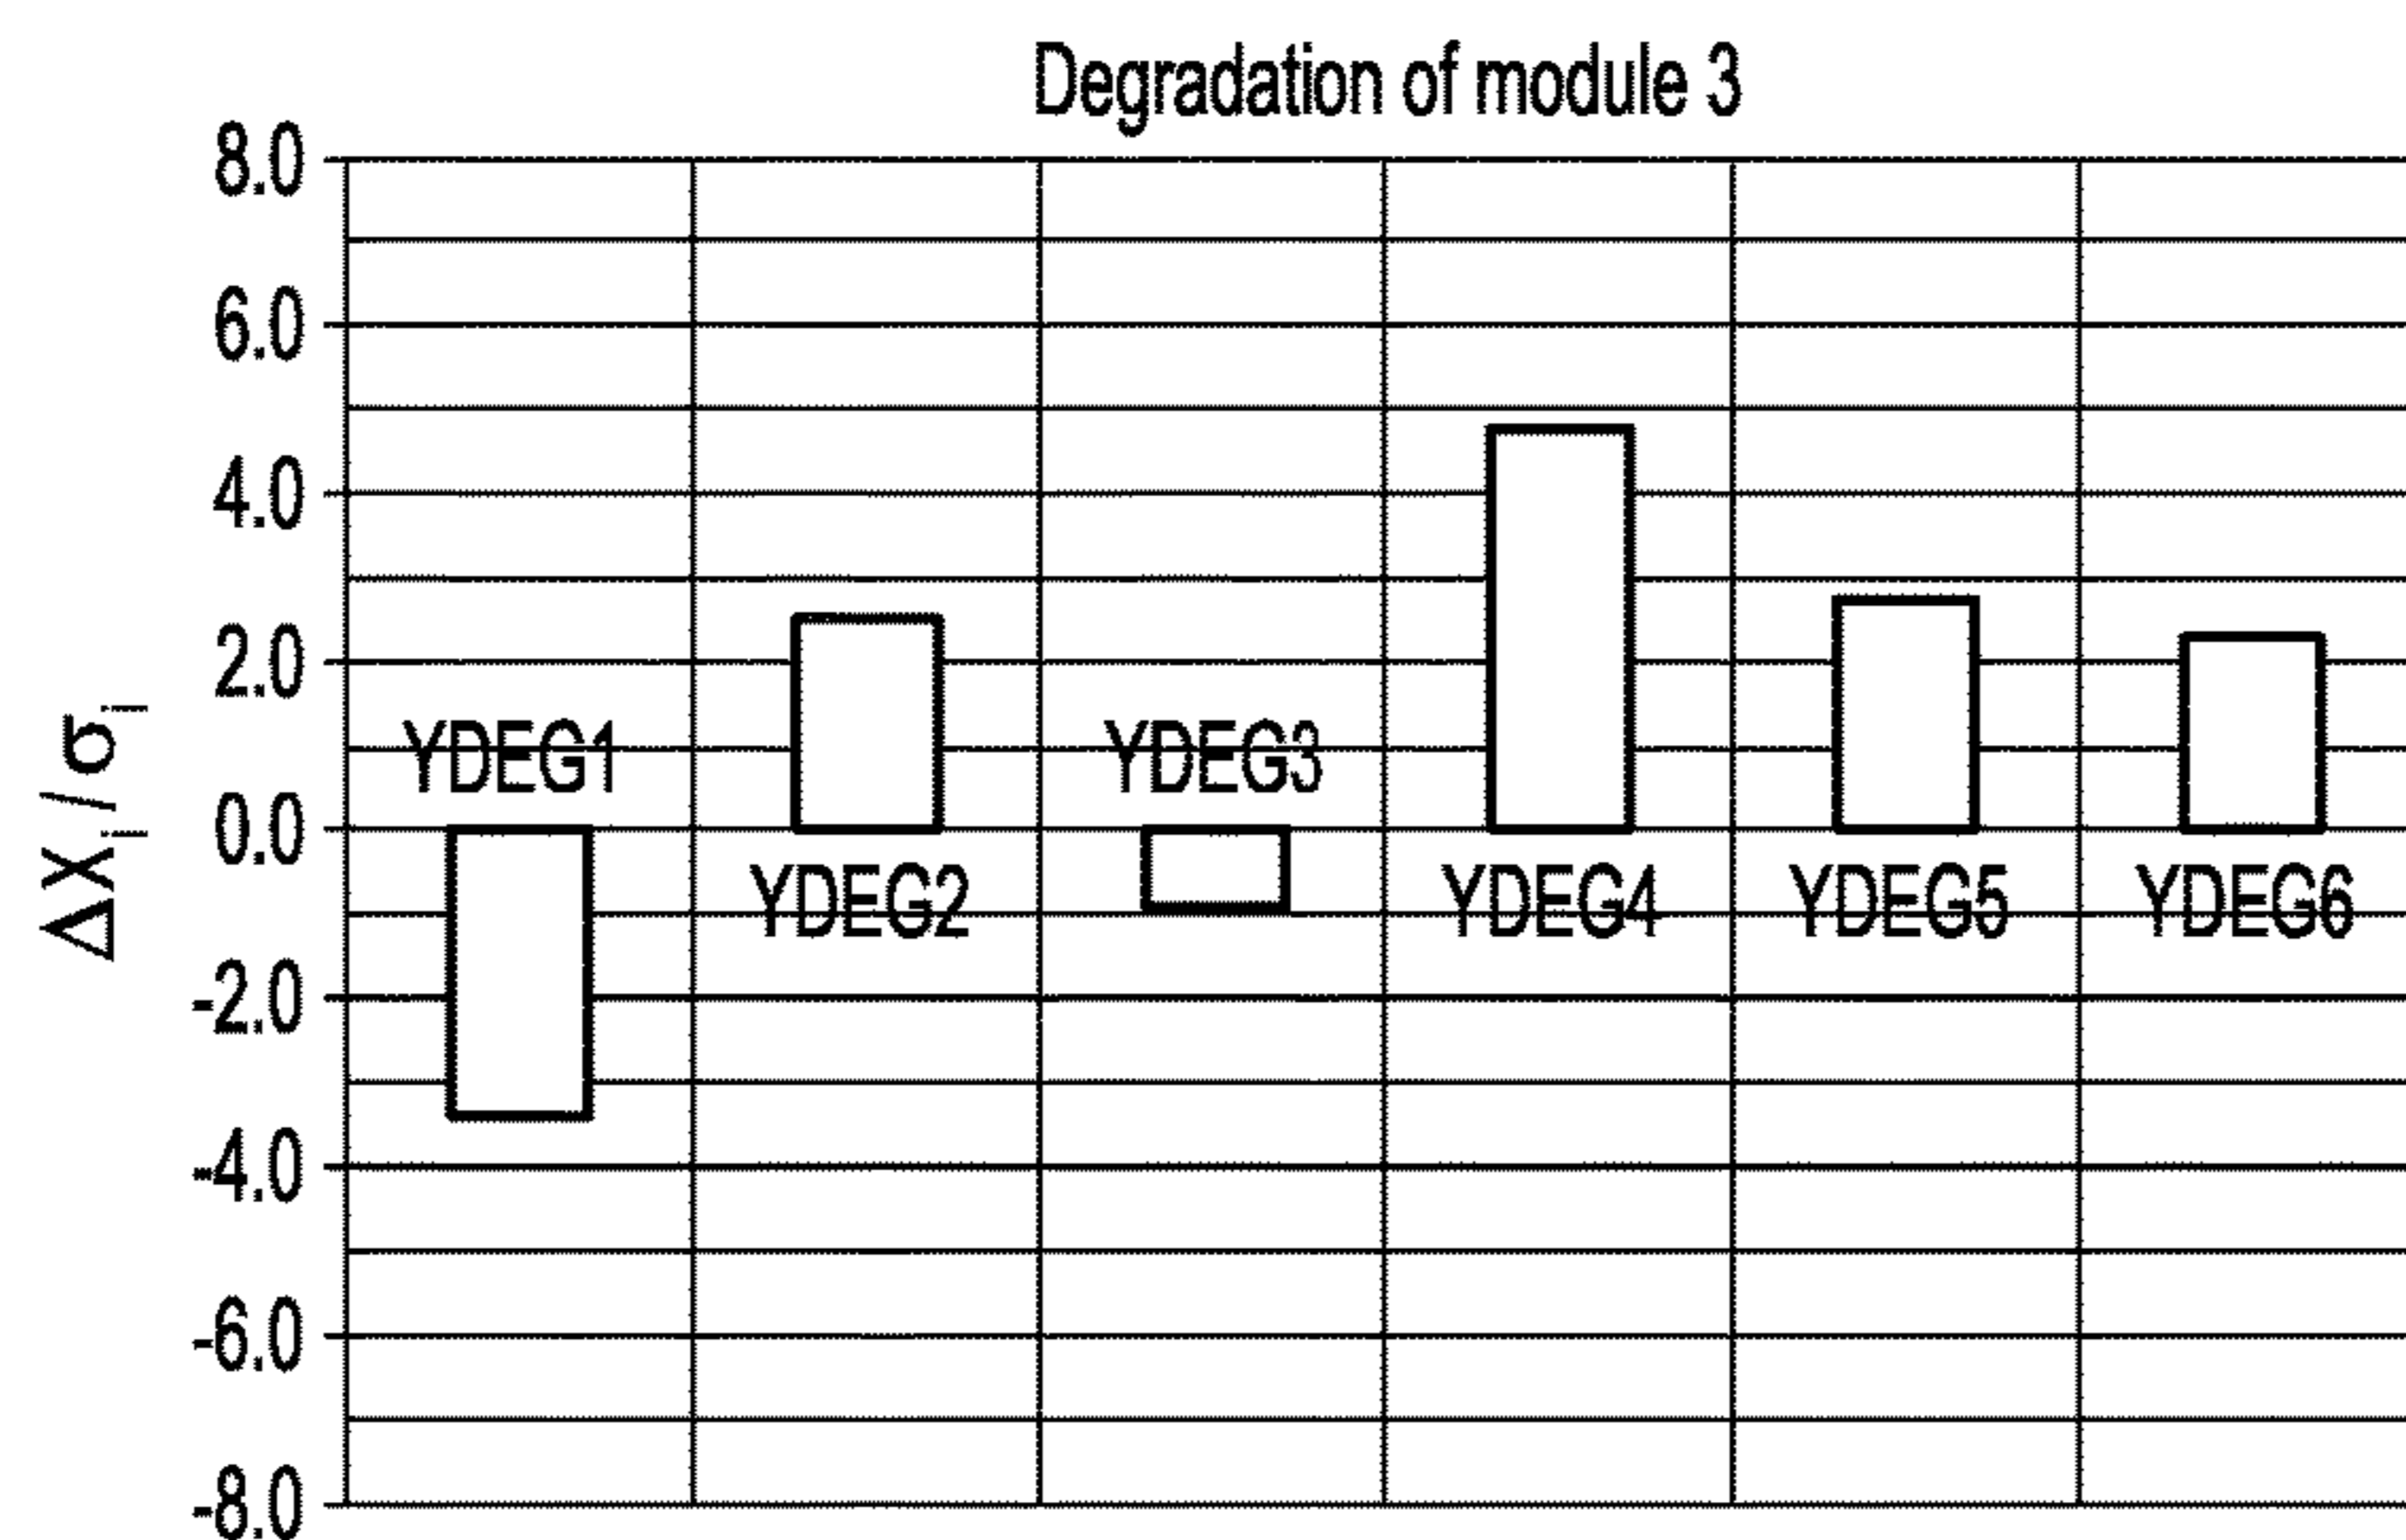 Degradation of module 3
8.0
6.0
4.0
2.0
0.0
-2.0
-4.0
-6.0
-8.0
ΔXᵢ / σᵢ
YDEG1
YDEG2
YDEG3
YDEG4
YDEG5
YDEG6